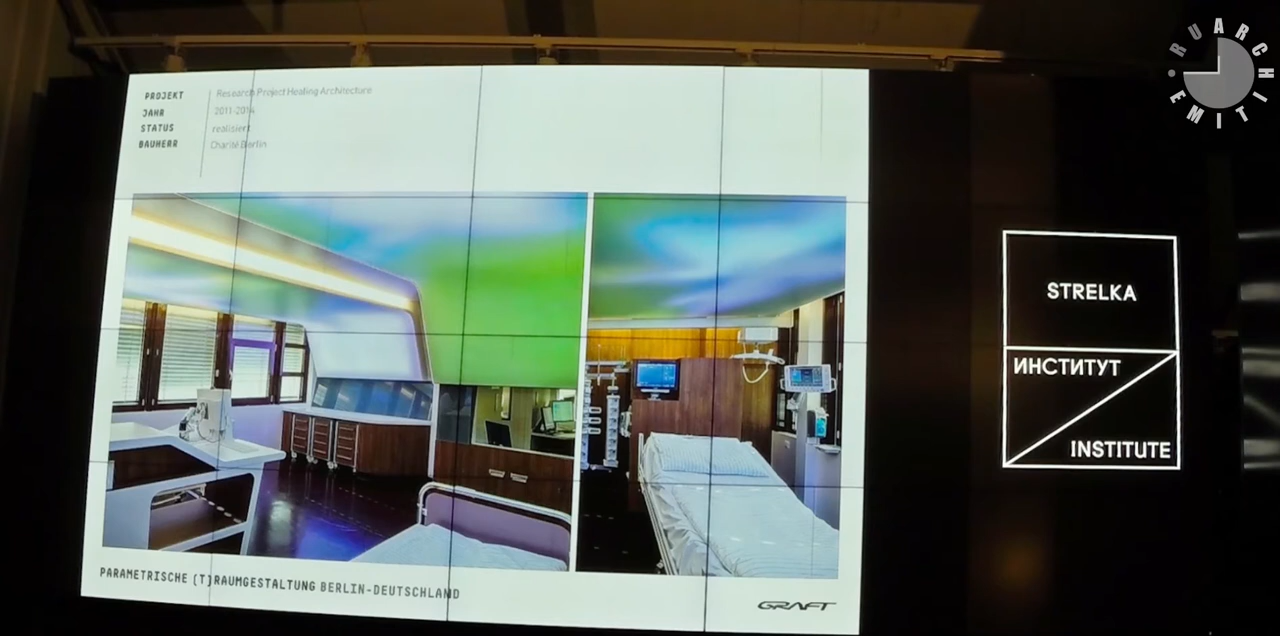 PROJEKT Research Project Healing Architecture
JAHR 2011-2014
STATUS realisiert
BAUHERR Charité Berlin
PARAMETRISCHE (T)RAUMGESTALTUNG BERLIN-DEUTSCHLAND
GRAFT
STRELKA
ИНСТИТУТ
INSTITUTE
RUARCH
TIME